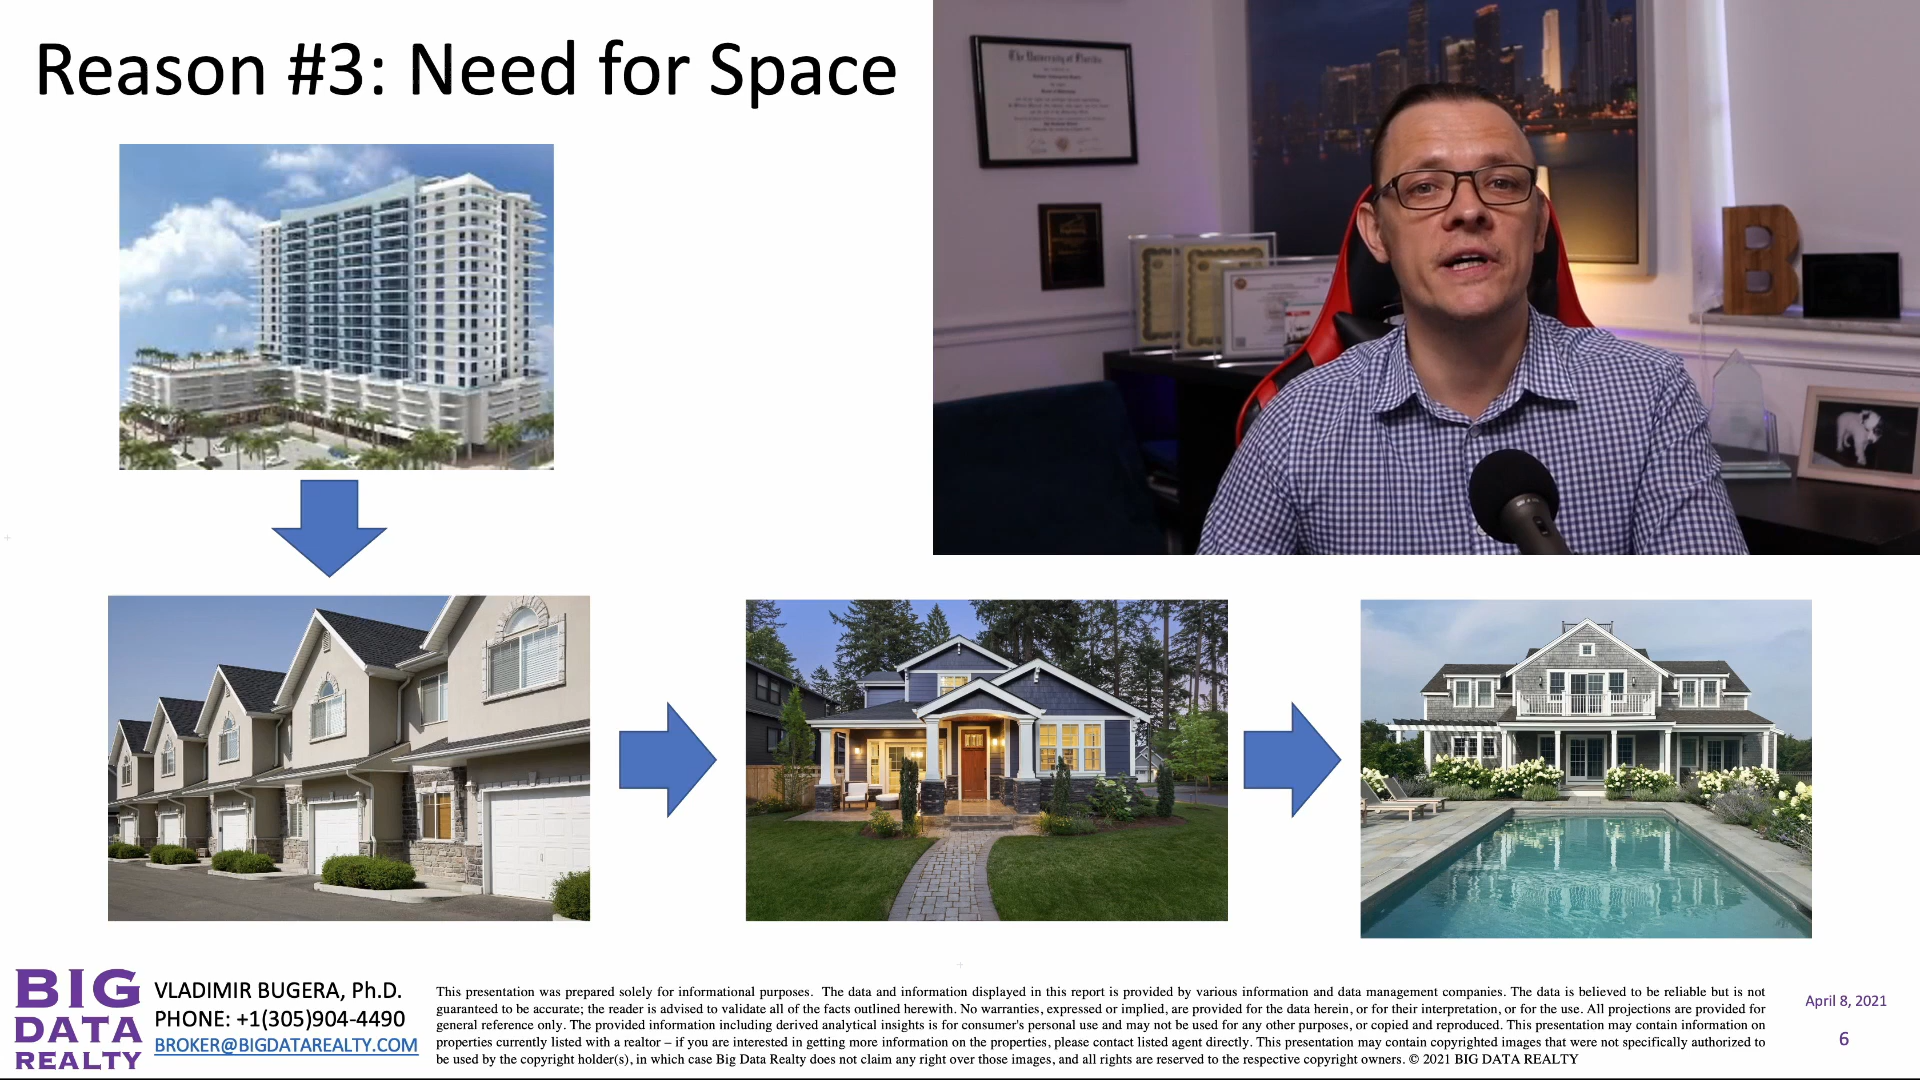 Reason #3: Need for Space
The University of Florida
B
BIG
DATA
REALTY
VLADIMIR BUGERA, Ph.D.
PHONE: +1(305)904-4490
BROKER@BIGDATAREALTY.COM
This presentation was prepared solely for informational purposes.  The data and information displayed in this report is provided by various information and data management companies. The data is believed to be reliable but is not
guaranteed to be accurate; the reader is advised to validate all of the facts outlined herewith. No warranties, expressed or implied, are provided for the data herein, or for their interpretation, or for the use. All projections are provided for
general reference only. The provided information including derived analytical insights is for consumer's personal use and may not be used for any other purposes, or copied and reproduced. This presentation may contain information on
properties currently listed with a realtor – if you are interested in getting more information on the properties, please contact listed agent directly. This presentation may contain copyrighted images that were not specifically authorized to
be used by the copyright holder(s), in which case Big Data Realty does not claim any right over those images, and all rights are reserved to the respective copyright owners. © 2021 BIG DATA REALTY
April 8, 2021
6